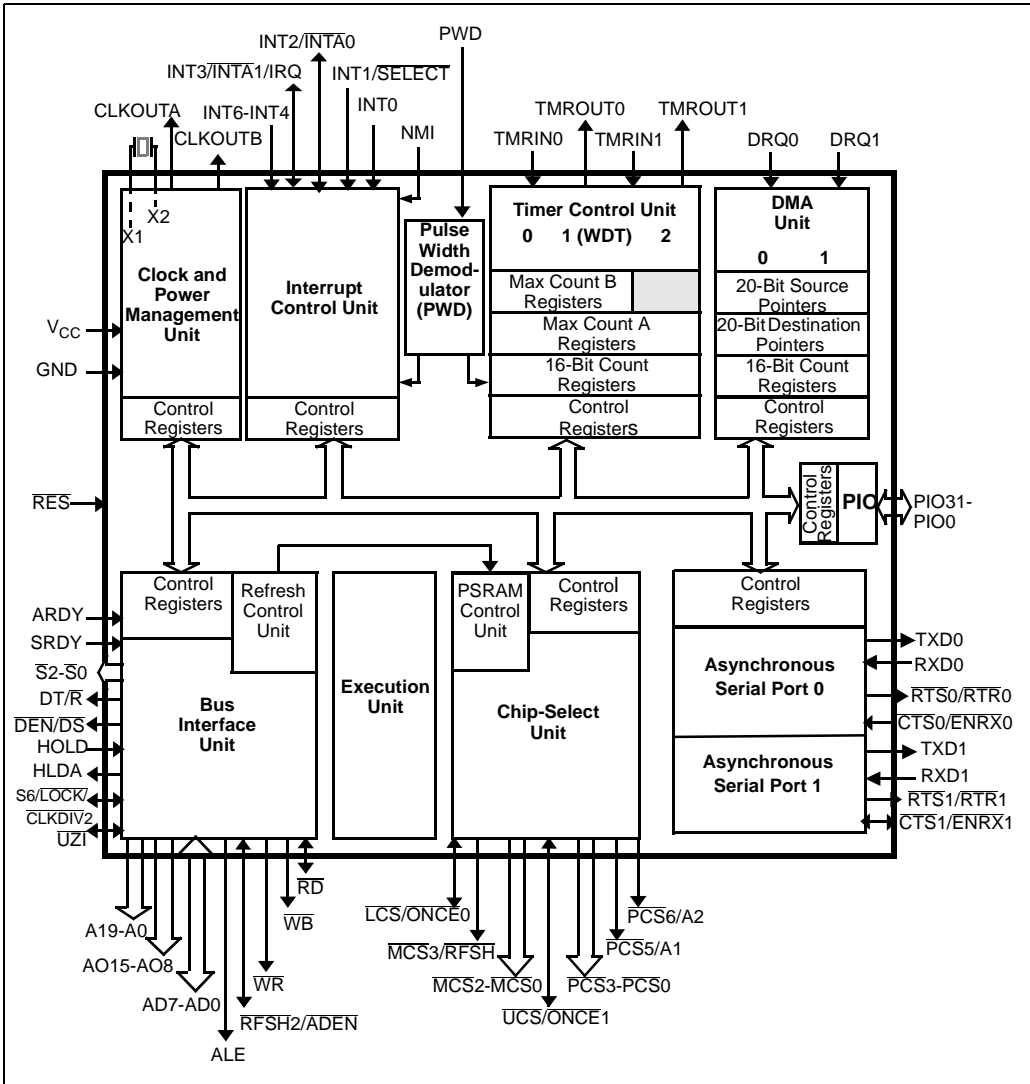 INT2/INTA0
PWD
INT3/INTA1/IRQ
INT1/SELECT
CLKOUTA
INT6-INT4
INT0
TMROUT0
TMROUT1
CLKOUTB
NMI
TMRIN0
TMRIN1
DRQ0
DRQ1
X1
X2
Clock and
Power
Management
Unit
Control
Registers
Interrupt
Control Unit
Control
Registers
Pulse
Width
Demod-
ulator
(PWD)
Timer Control Unit
0 1 (WDT) 2
Max Count B
Registers
Max Count A
Registers
16-Bit Count
Registers
Control
Registers
DMA
Unit
0 1
20-Bit Source
Pointers
20-Bit Destination
Pointers
16-Bit Count
Registers
Control
Registers
VCC
GND
RES
Control
Registers
PIO
PIO31-
PIO0
Control
Registers
Refresh
Control
Unit
Bus
Interface
Unit
Execution
Unit
PSRAM
Control
Unit
Control
Registers
Chip-Select
Unit
Control
Registers
Asynchronous
Serial Port 0
Asynchronous
Serial Port 1
ARDY
SRDY
S2-S0
DT/R
DEN/DS
HOLD
HLDA
S6/LOCK/
CLKDIV2
UZI
TXD0
RXD0
RTS0/RTR0
CTS0/ENRX0
TXD1
RXD1
RTS1/RTR1
CTS1/ENRX1
A19-A0
AO15-AO8
AD7-AD0
ALE
RFSH2/ADEN
WR
WB
RD
LCS/ONCE0
MCS3/RFSH
MCS2-MCS0
UCS/ONCE1
PCS3-PCS0
PCS5/A1
PCS6/A2